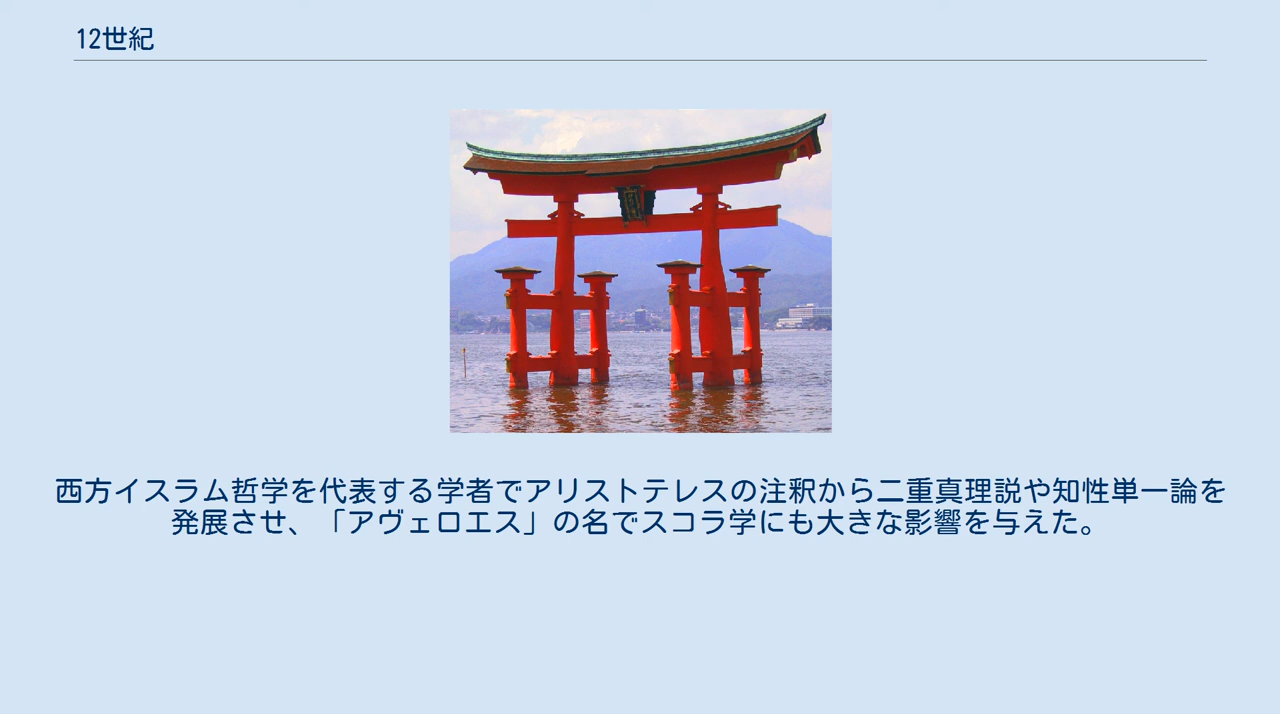 12世紀
西方イスラム哲学を代表する学者でアリストテレスの注釈から二重真理説や知性単一論を
発展させ、「アヴェロエス」の名でスコラ学にも大きな影響を与えた。